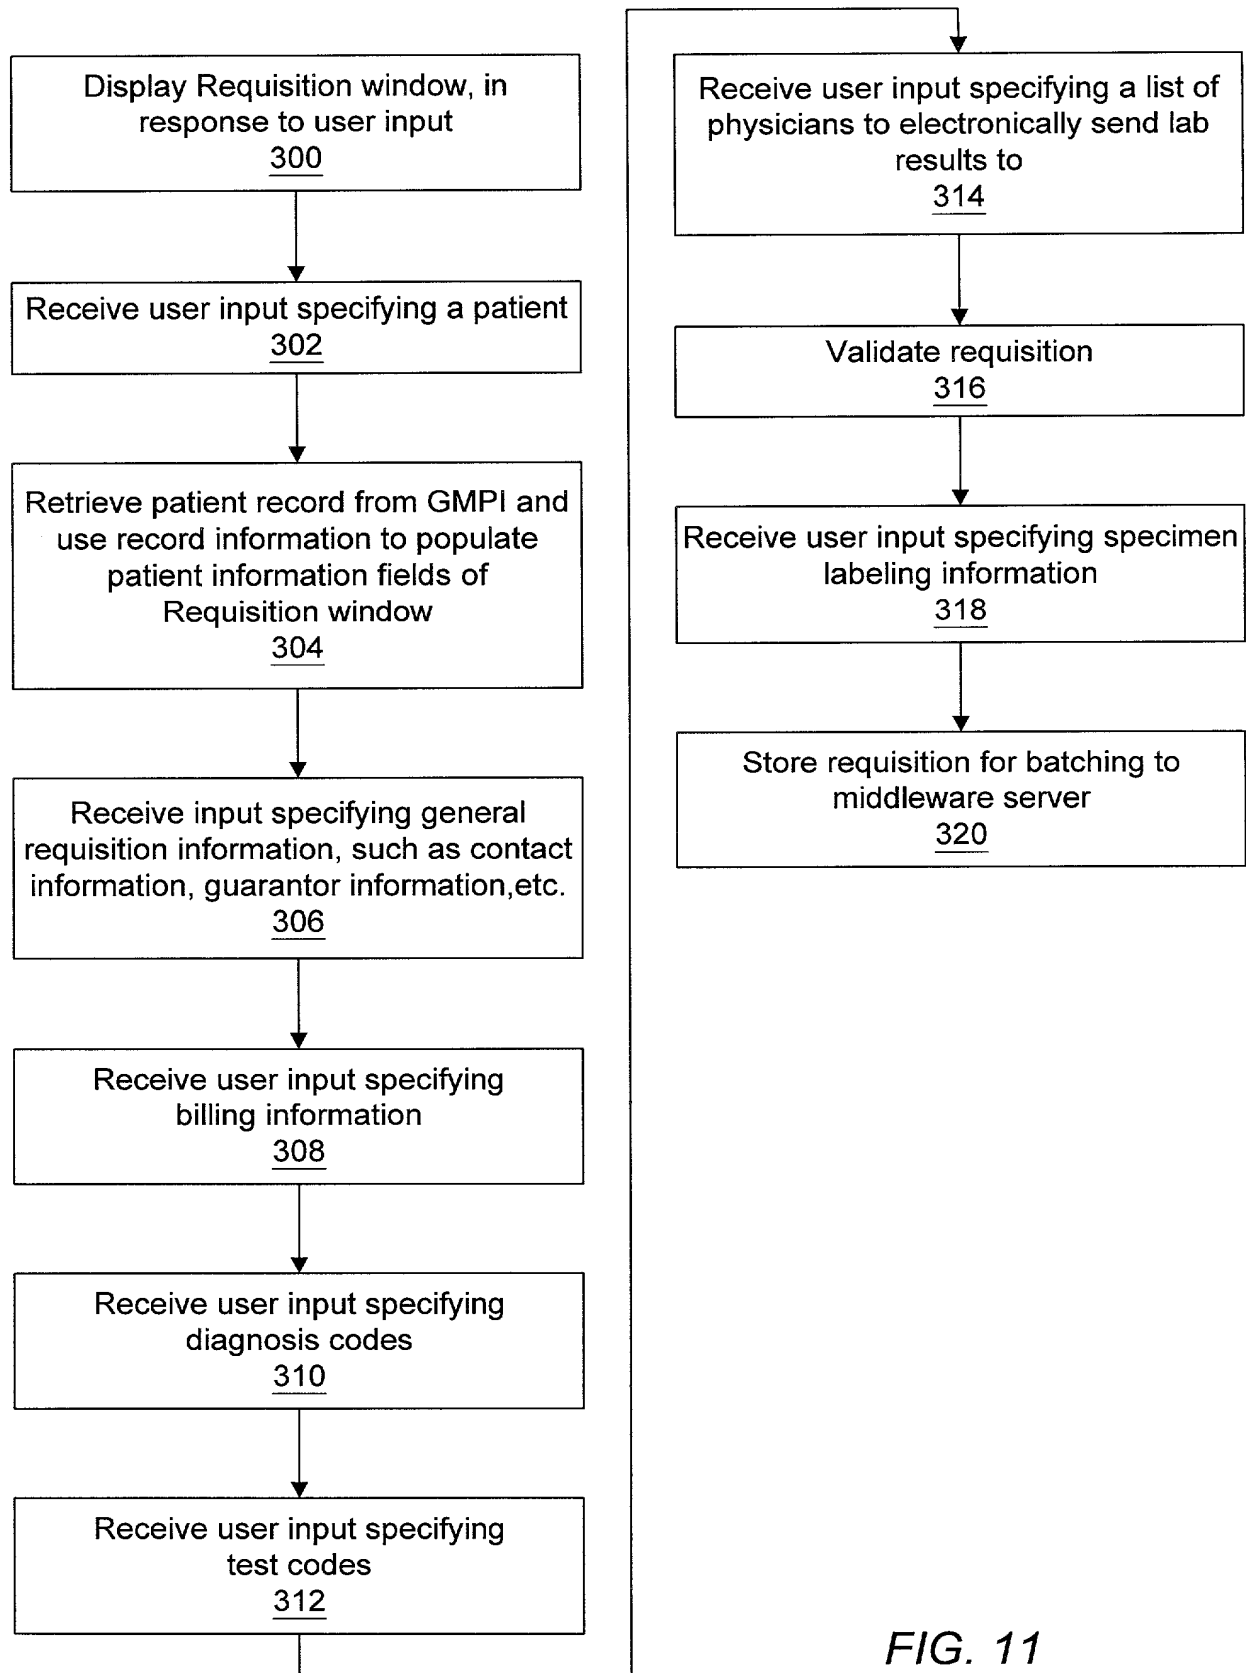 Display Requisition window, in
response to user input
300
Receive user input specifying a patient
302
Retrieve patient record from GMPI and
use record information to populate
patient information fields of
Requisition window
304
Receive input specifying general
requisition information, such as contact
information, guarantor information,etc.
306
Receive user input specifying
billing information
308
Receive user input specifying
diagnosis codes
310
Receive user input specifying
test codes
312
Receive user input specifying a list of
physicians to electronically send lab
results to
314
Validate requisition
316
Receive user input specifying specimen
labeling information
318
Store requisition for batching to
middleware server
320
FIG. 11